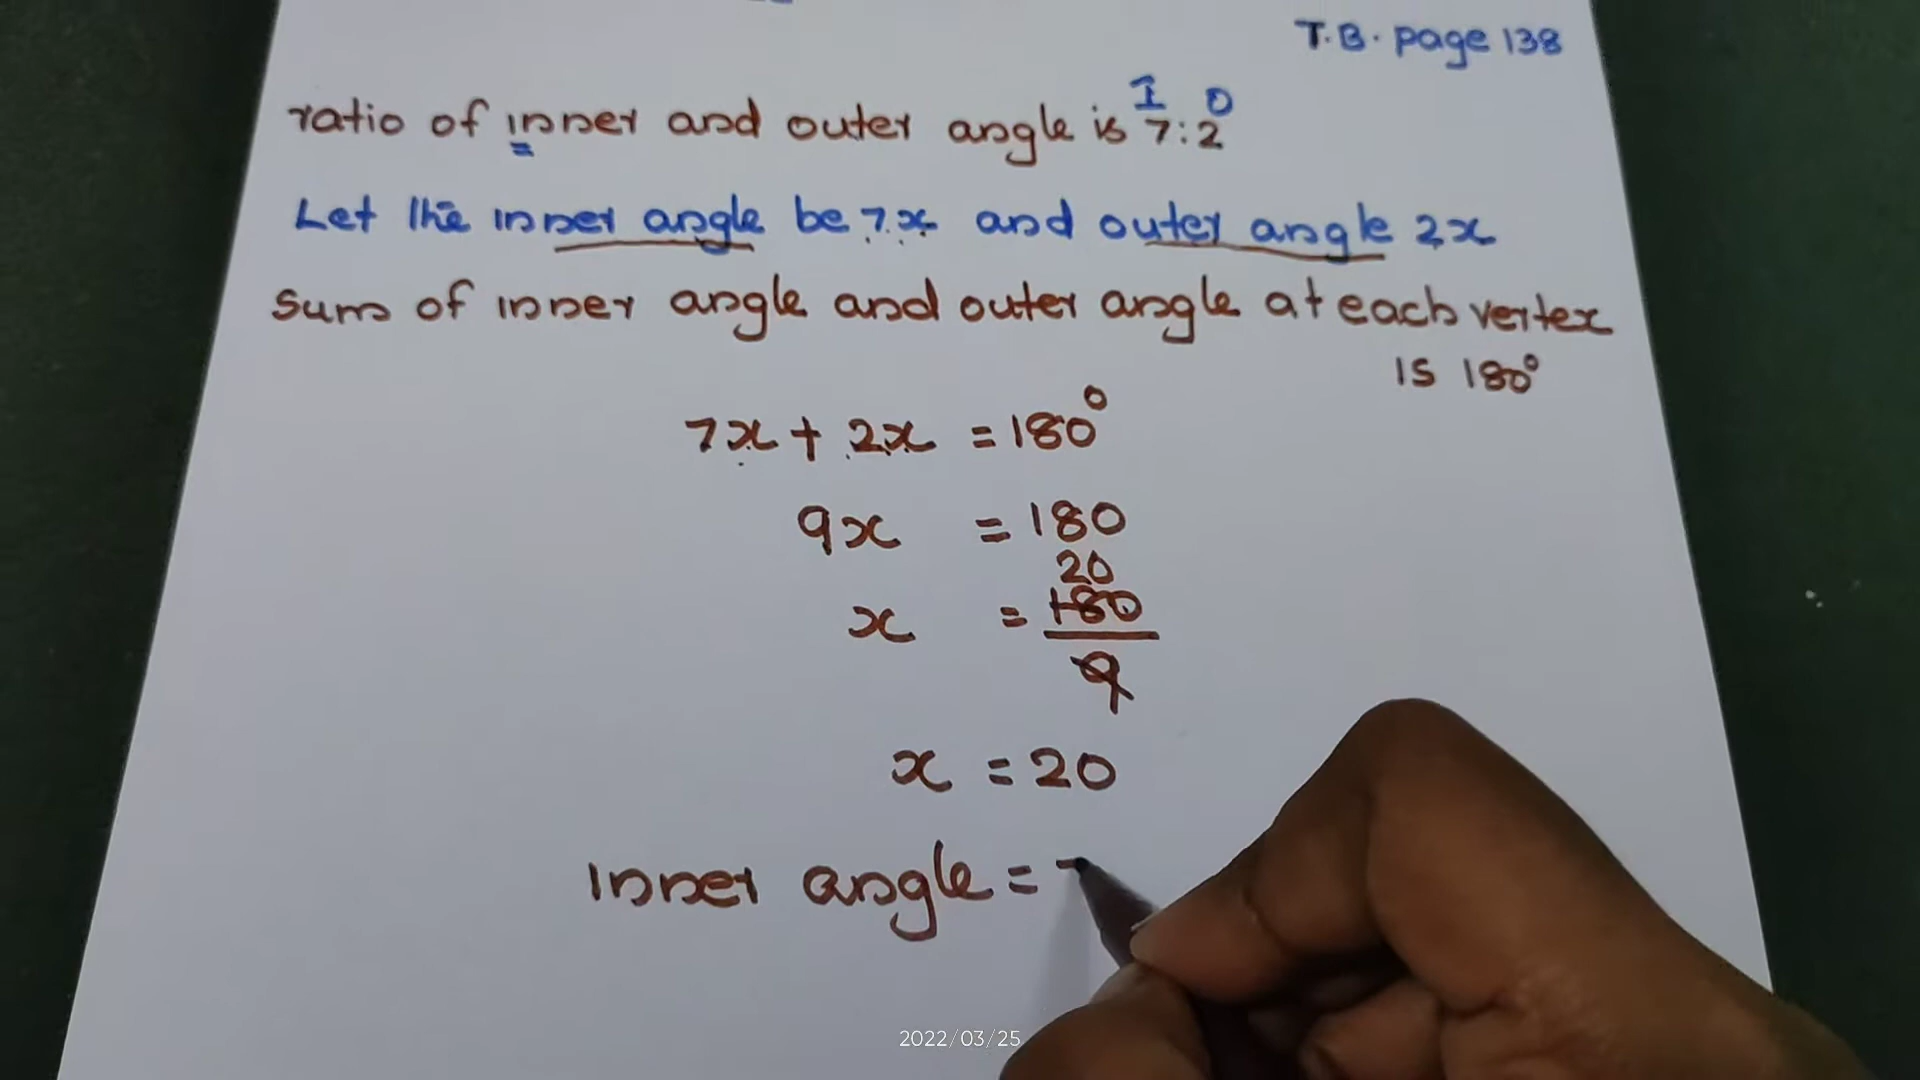 T.B. page 138
I O
ratio of inner and outer angle is 7:2
Let the inner angle be 7x and outer angle 2x
Sum of inner angle and outer angle at each vertex
is 180°
7x + 2x = 180°
9x = 180
20
x = 180
9
x = 20
inner angle =
2022/03/25